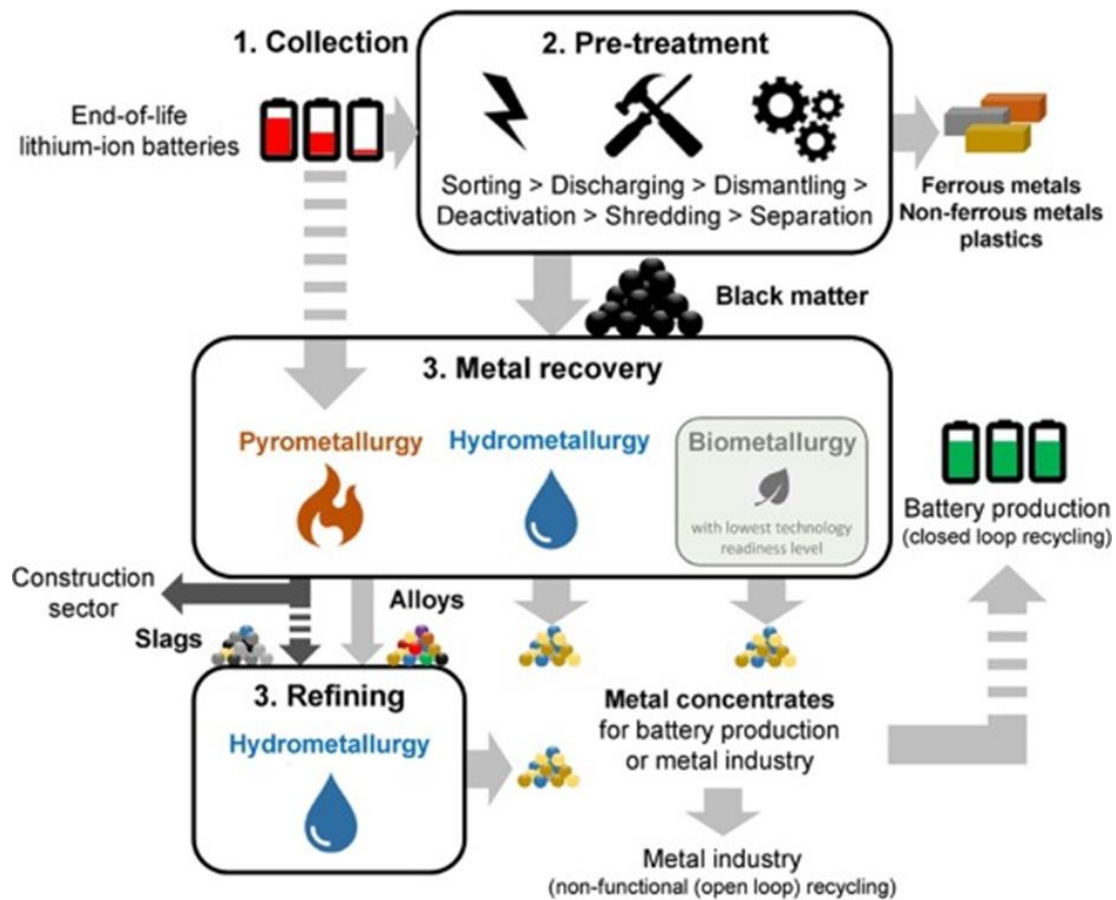 1. Collection
2. Pre-treatment
End-of-life
lithium-ion batteries
Sorting > Discharging > Dismantling >
Deactivation > Shredding > Separation
Ferrous metals
Non-ferrous metals
plastics
Black matter
3. Metal recovery
Pyrometallurgy
Hydrometallurgy
Biometallurgy
with lowest technology
readiness level
Battery production
(closed loop recycling)
Construction
sector
Slags
Alloys
3. Refining
Hydrometallurgy
Metal concentrates
for battery production
or metal industry
Metal industry
(non-functional (open loop) recycling)